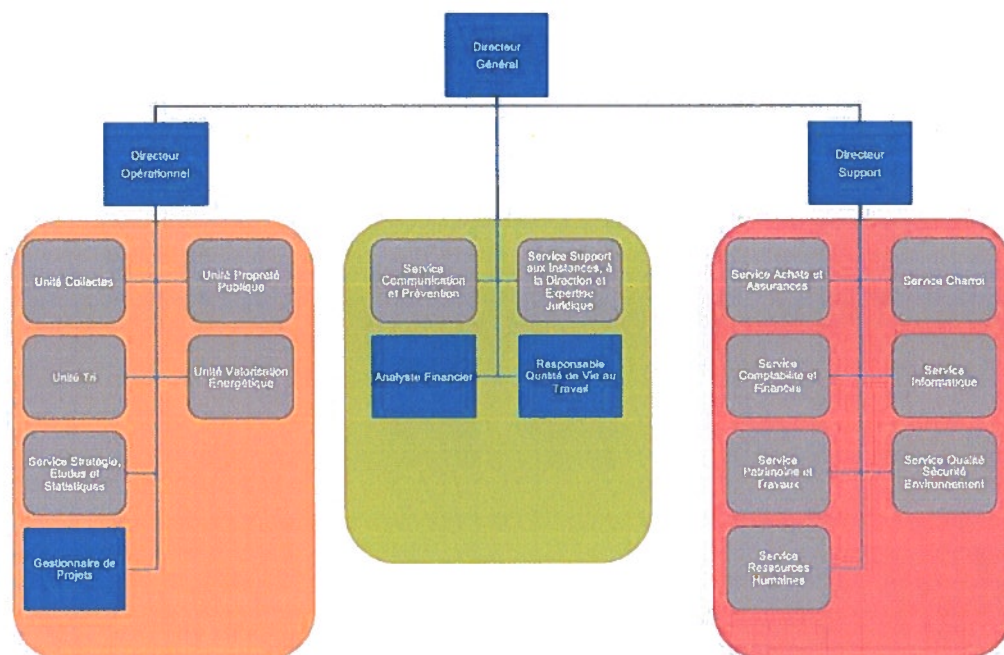 Directeur
Général
Directeur
Opérationnel
Directeur
Support
Unité Collectes
Unité Propreté
Publique
Unité Tri
Unité Valorisation
Energétique
Service Stratégie,
Etudes et
Statistiques
Gestionnaire de
Projets
Service
Communication
et Prévention
Service Support
aux Instances, à
la Direction et
Expertise
Juridique
Analyste Financier
Responsable
Qualité de Vie au
Travail
Service Achats et
Assurances
Service Charroi
Service
Comptabilité et
Finances
Service
Informatique
Service
Patrimoine et
Travaux
Service Qualité
Sécurité
Environnement
Service
Ressources
Humaines